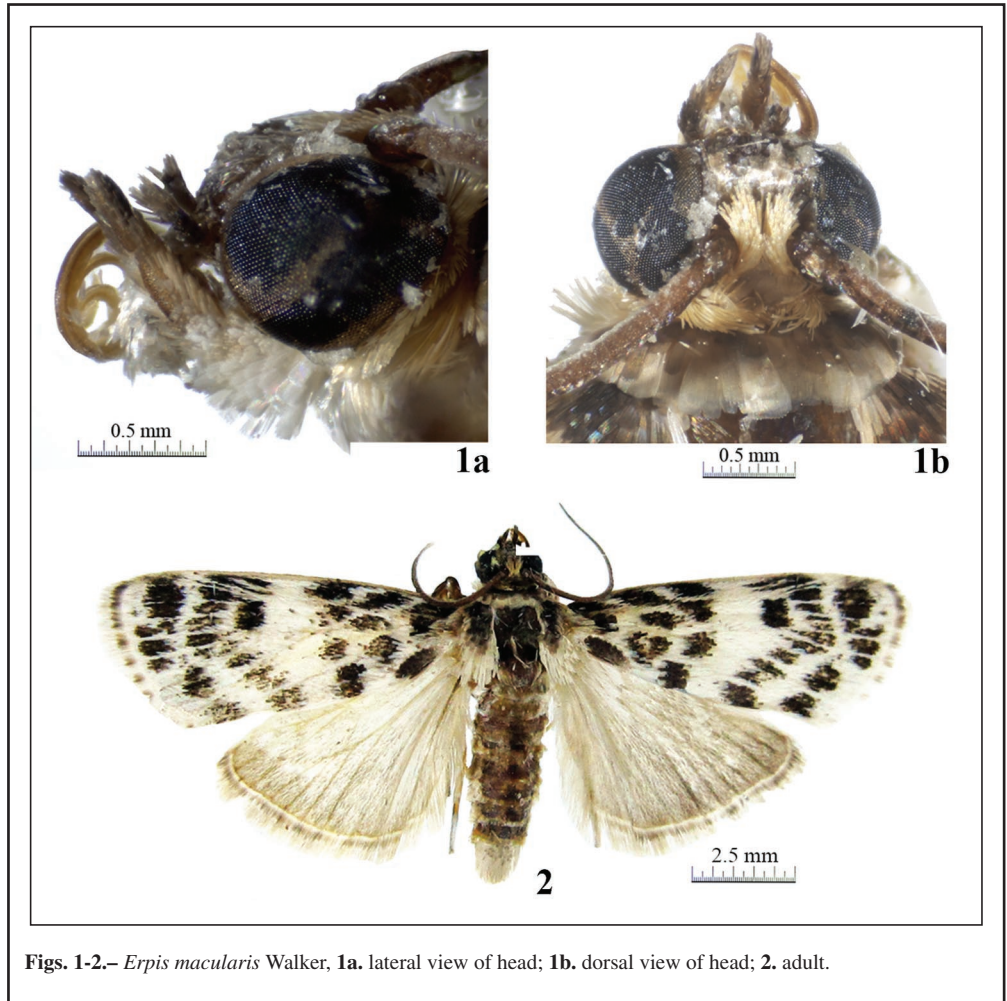 0.5 mm
1a
1b
0.5 mm
2.5 mm
2
Figs. 1-2.– Erpis macularis Walker, 1a. lateral view of head; 1b. dorsal view of head; 2. adult.